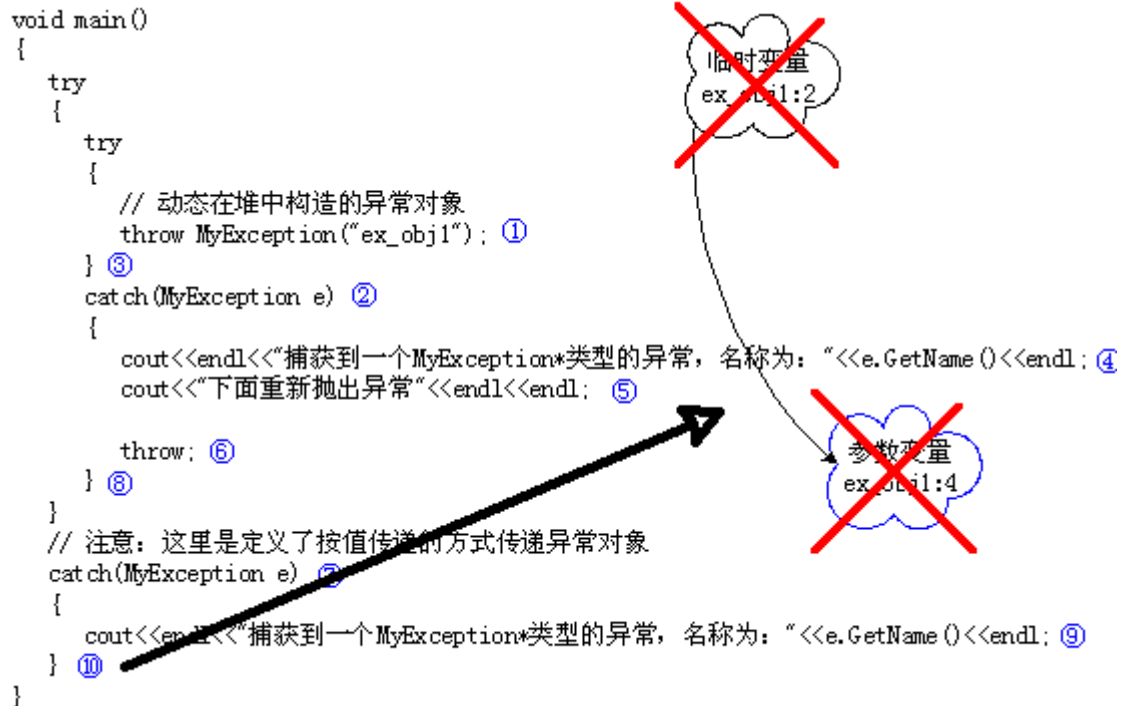 void main()
{
try
{
try
{
// 动态在堆中构造的异常对象
throw MyException("ex_obj1"); ①
} ③
catch(MyException e) ②
{
cout<<endl<<"捕获到一个MyException*类型的异常，名称为："<<e.GetName()<<endl; ④
cout<<"下面重新抛出异常"<<endl<<endl; ⑤
throw; ⑥
} ⑧
}
// 注意：这里是定义了按值传递的方式传递异常对象
catch(MyException e) ⑦
{
cout<<endl<<"捕获到一个MyException*类型的异常，名称为："<<e.GetName()<<endl; ⑨
} ⑩
}
临时变量
ex_obj1:2
参数变量
ex_obj1:4